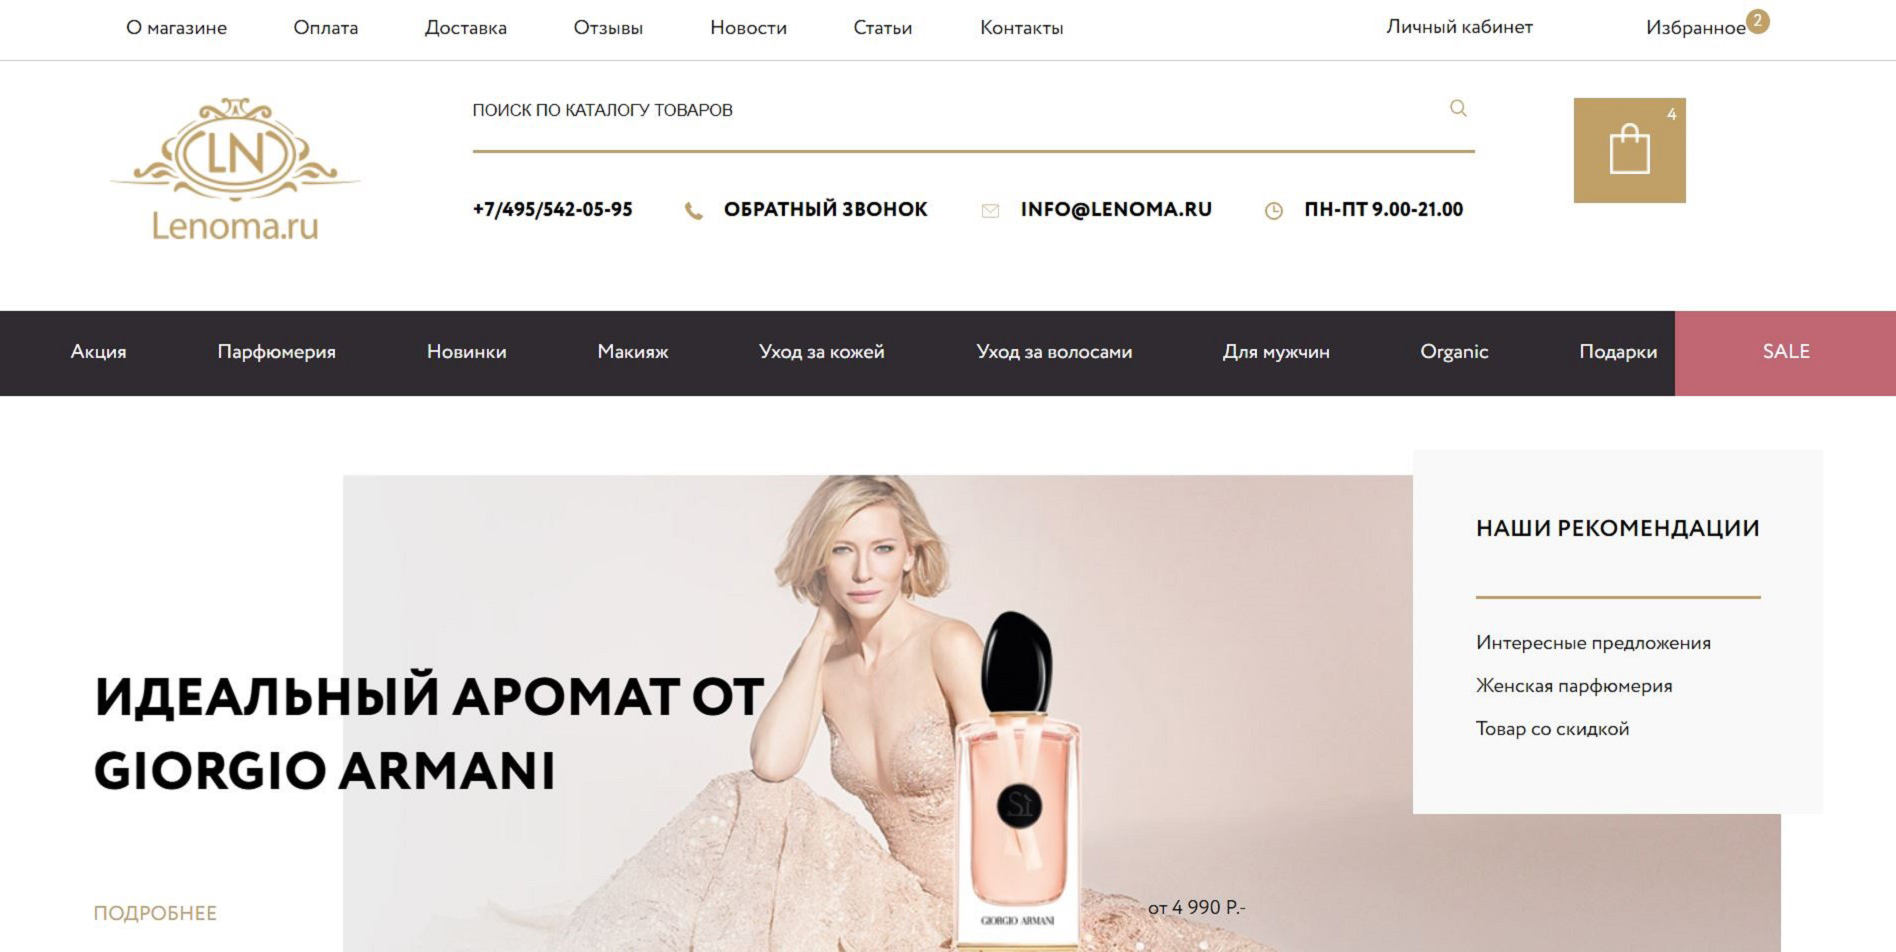 О магазине Оплата Доставка Отзывы Новости Статьи Контакты Личный кабинет Избранное 2
LN
Lenoma.ru
ПОИСК ПО КАТАЛОГУ ТОВАРОВ
4
+7/495/542-05-95 ОБРАТНЫЙ ЗВОНОК INFO@LENOMA.RU ПН-ПТ 9.00-21.00
Акция Парфюмерия Новинки Макияж Уход за кожей Уход за волосами Для мужчин Organic Подарки SALE
ИДЕАЛЬНЫЙ АРОМАТ ОТ
GIORGIO ARMANI
ПОДРОБНЕЕ
Sì
GIORGIO ARMANI
от 4 990 Р.-
НАШИ РЕКОМЕНДАЦИИ
Интересные предложения
Женская парфюмерия
Товар со скидкой